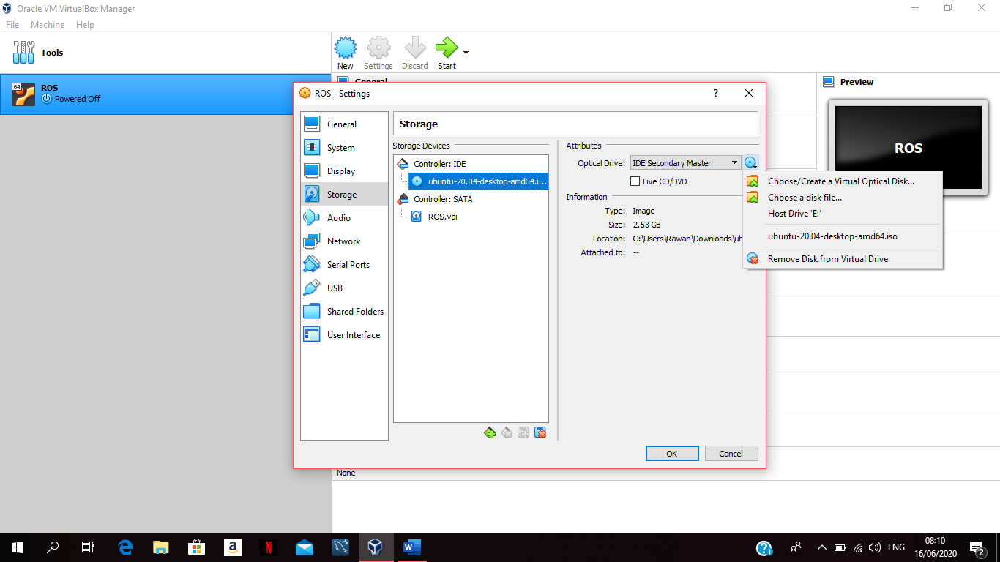 Oracle VM VirtualBox Manager
File Machine Help
Tools
New Settings Discard Start
64
ROS
Powered Off
General
Preview
ROS
ROS - Settings
?
General
System
Display
Storage
Audio
Network
Serial Ports
USB
Shared Folders
User Interface
Storage
Storage Devices
Controller: IDE
ubuntu-20.04-desktop-amd64.i...
Controller: SATA
ROS.vdi
Attributes
Optical Drive: IDE Secondary Master
Live CD/DVD
Information
Type: Image
Size: 2.53 GB
Location: C:\Users\Rawan\Downloads\ub
Attached to: --
Choose/Create a Virtual Optical Disk...
Choose a disk file...
Host Drive 'E:'
ubuntu-20.04-desktop-amd64.iso
Remove Disk from Virtual Drive
OK Cancel
None
ENG
08:10
16/06/2020
2